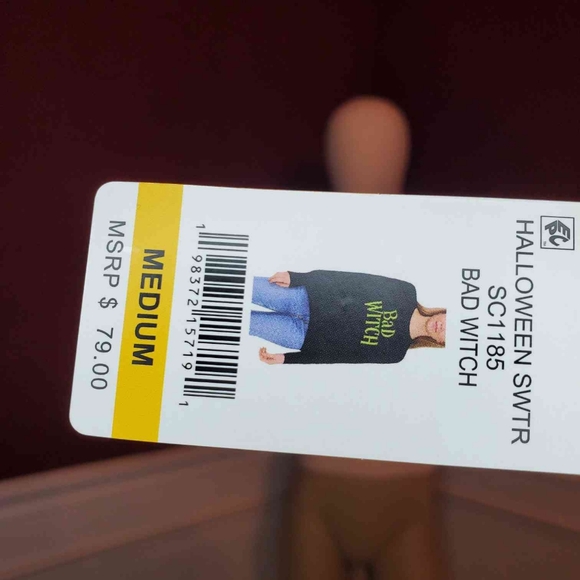 HALLOWEEN SWTR
SC1185
BAD WITCH
BaD
WiTCH
1 98372 15719 1
MEDIUM
MSRP $ 79.00